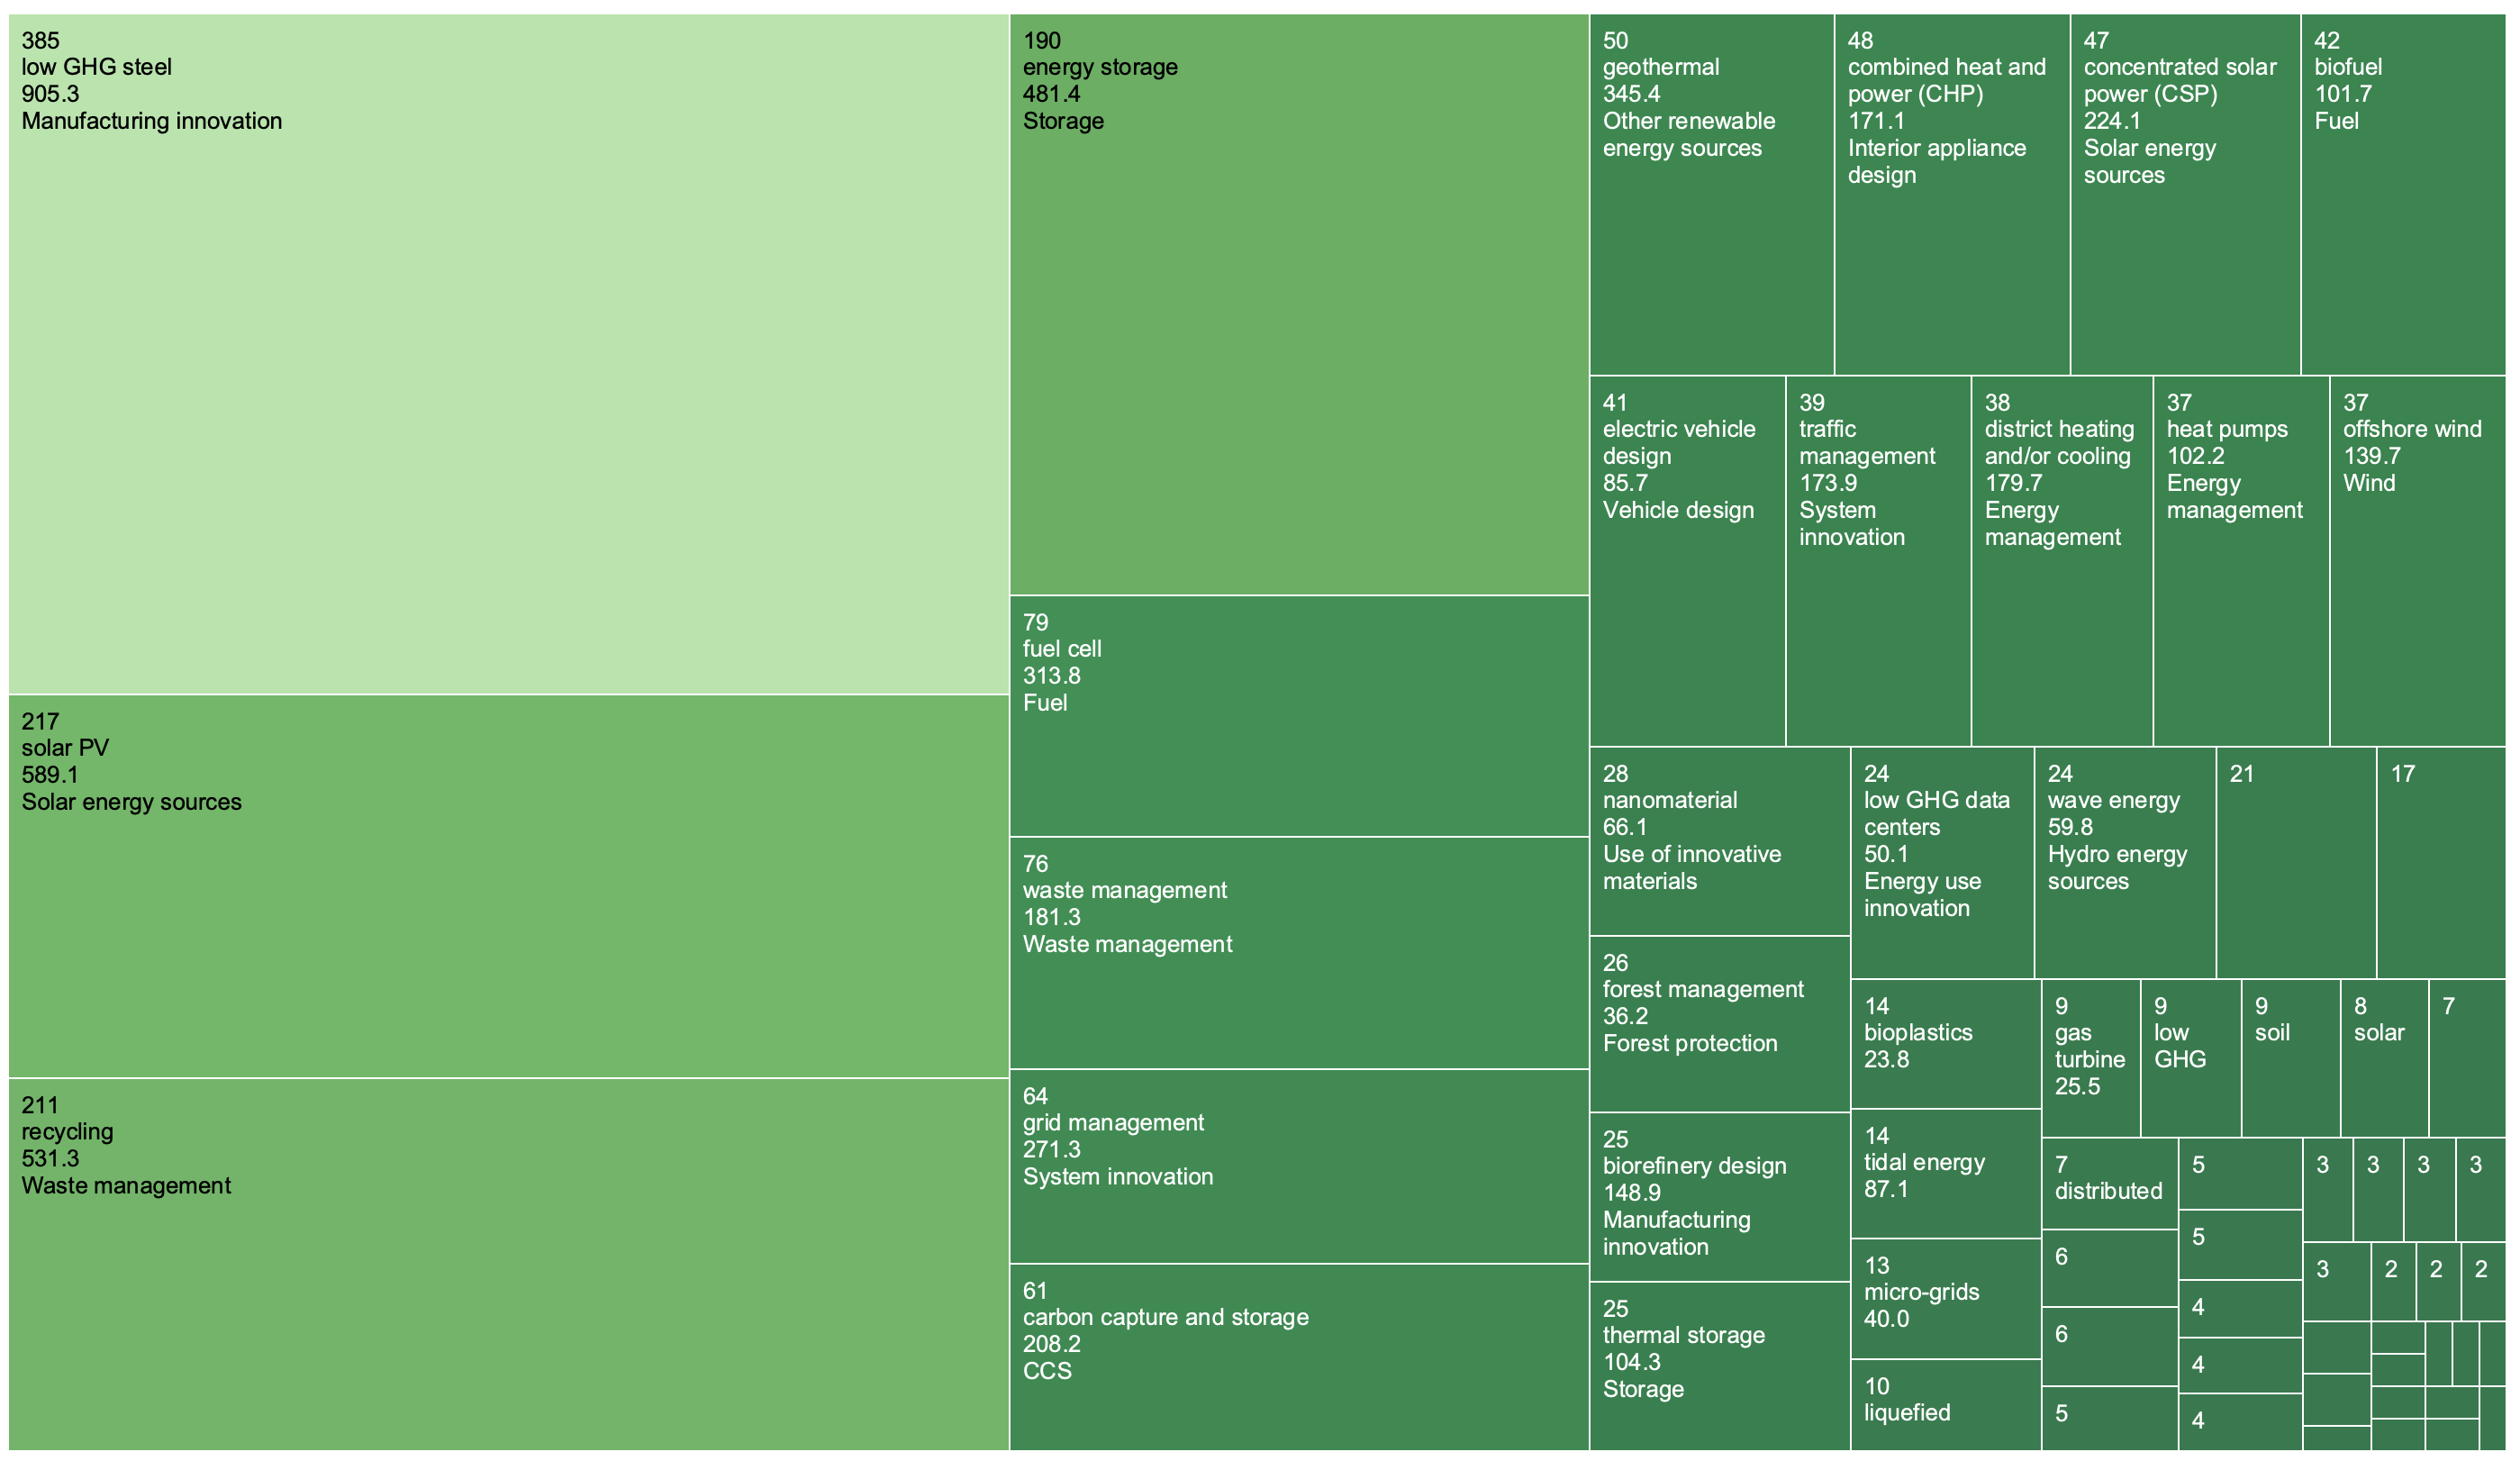 385
low GHG steel
905.3
Manufacturing innovation
217
solar PV
589.1
Solar energy sources
211
recycling
531.3
Waste management
190
energy storage
481.4
Storage
79
fuel cell
313.8
Fuel
76
waste management
181.3
Waste management
64
grid management
271.3
System innovation
61
carbon capture and storage
208.2
CCS
50
geothermal
345.4
Other renewable
energy sources
48
combined heat and
power (CHP)
171.1
Interior appliance
design
47
concentrated solar
power (CSP)
224.1
Solar energy
sources
42
biofuel
101.7
Fuel
41
electric vehicle
design
85.7
Vehicle design
39
traffic
management
173.9
System
innovation
38
district heating
and/or cooling
179.7
Energy
management
37
heat pumps
102.2
Energy
management
37
offshore wind
139.7
Wind
28
nanomaterial
66.1
Use of innovative
materials
26
forest management
36.2
Forest protection
25
biorefinery design
148.9
Manufacturing
innovation
25
thermal storage
104.3
Storage
24
low GHG data
centers
50.1
Energy use
innovation
24
wave energy
59.8
Hydro energy
sources
21
17
14
bioplastics
23.8
14
tidal energy
87.1
13
micro-grids
40.0
10
liquefied
9
gas
turbine
25.5
9
low
GHG
9
soil
8
solar
7
7
distributed
6
6
5
5
5
4
4
4
3
3
3
3
3
2
2
2